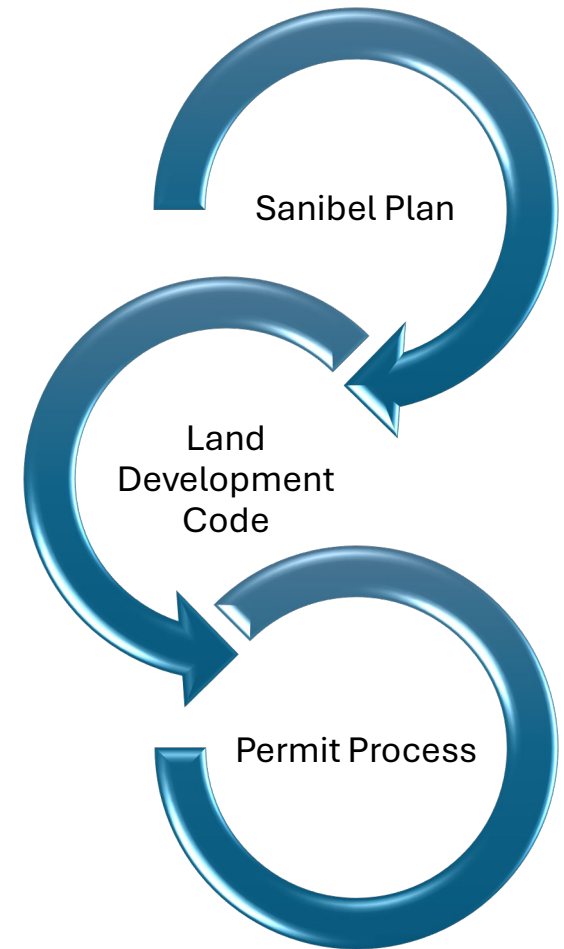 Sanibel Plan
Land
Development
Code
Permit Process